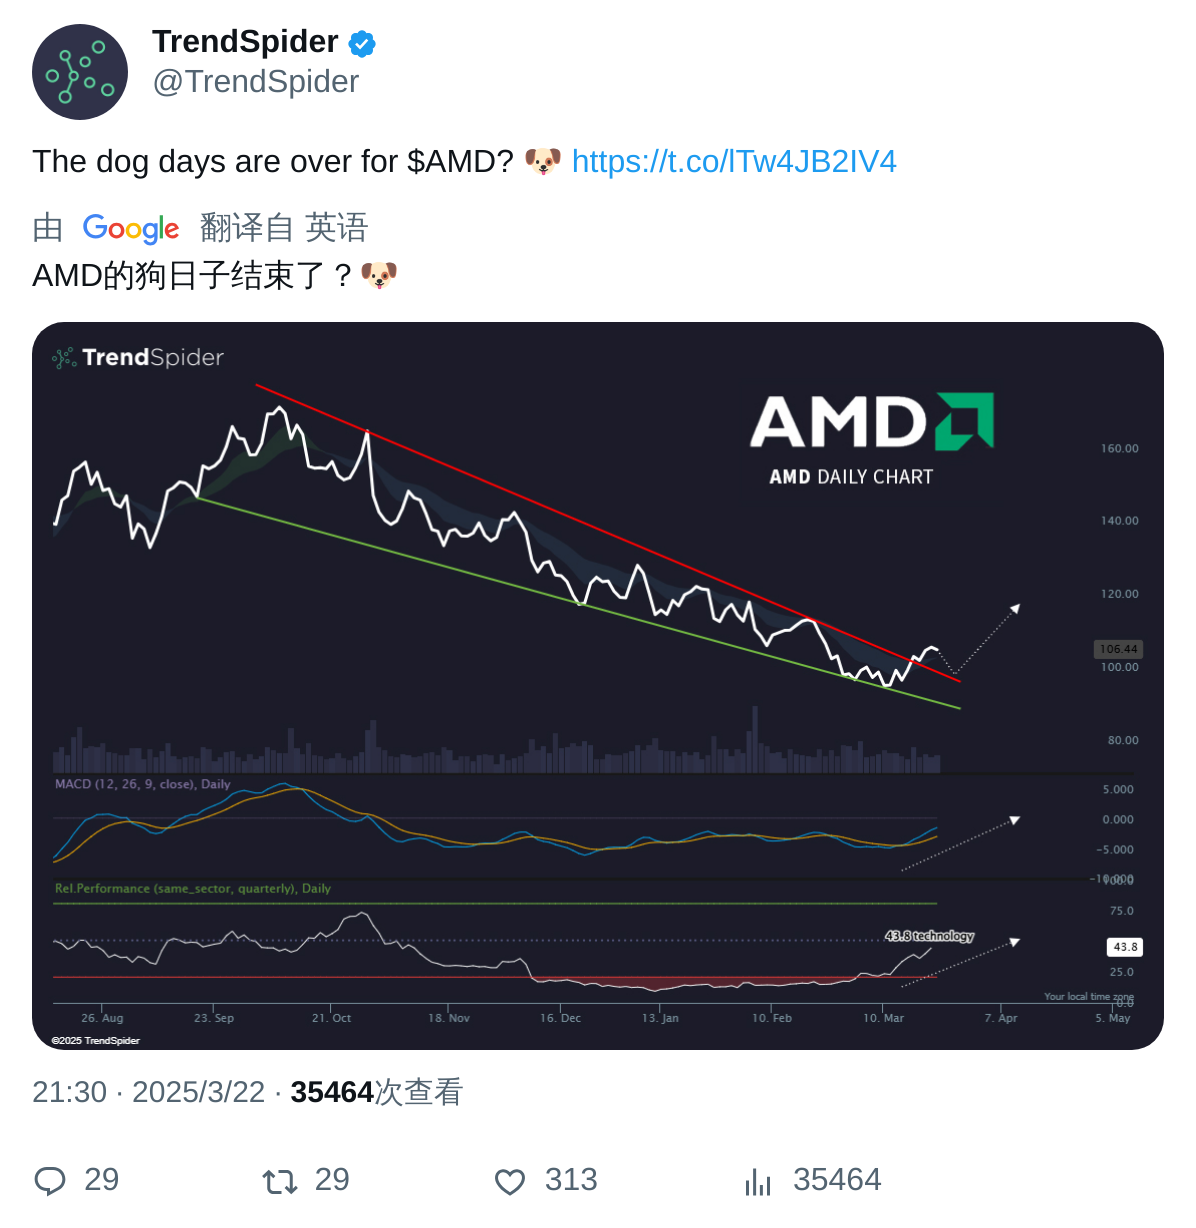 TrendSpider
@TrendSpider
The dog days are over for $AMD? 🐶 https://t.co/lTw4JB2IV4
由 Google 翻译自 英语
AMD的狗日子结束了？🐶
TrendSpider
AMD
AMD DAILY CHART
160.00
140.00
120.00
106.44
100.00
80.00
MACD (12, 26, 9, close), Daily
5.000
0.000
-5.000
-10.000
100.0
Rel.Performance (same_sector, quarterly), Daily
75.0
43.8 technology
43.8
25.0
Your local time zone
0.0
26. Aug
23. Sep
21. Oct
18. Nov
16. Dec
13. Jan
10. Feb
10. Mar
7. Apr
5. May
©2025 TrendSpider
21:30 · 2025/3/22 · 35464次查看
29
29
313
35464